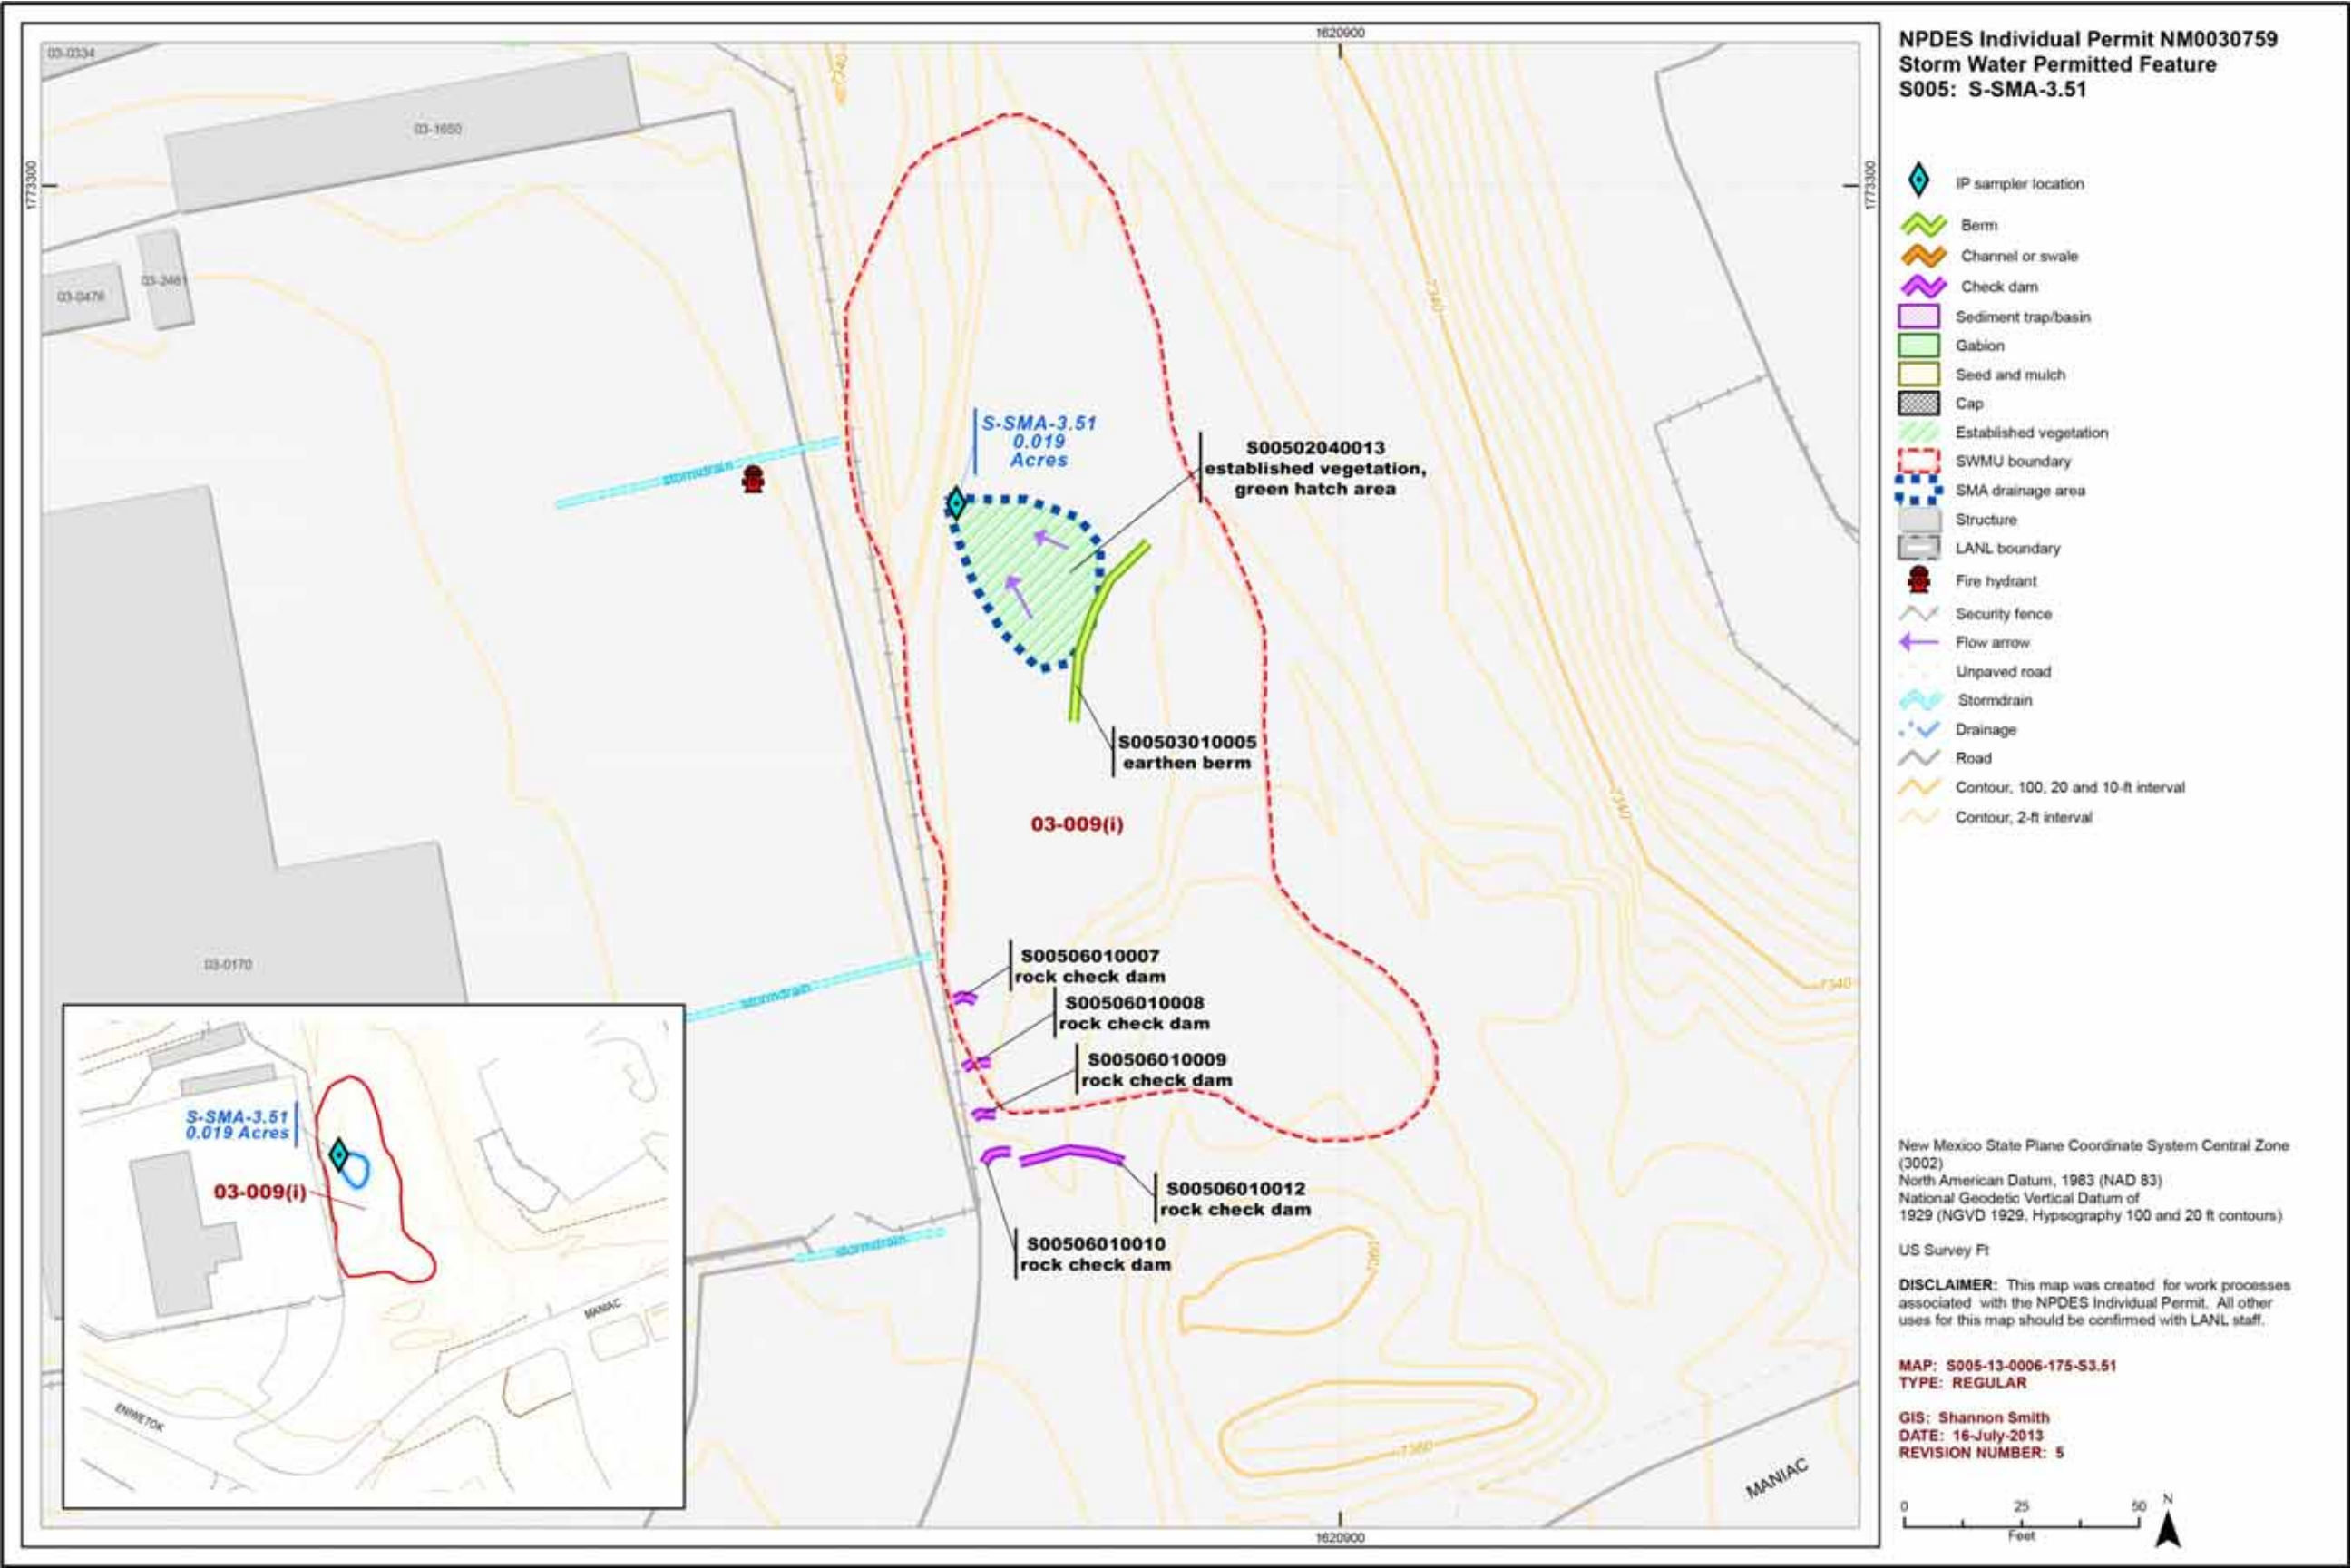 NPDES Individual Permit NM0030759
Storm Water Permitted Feature
S005: S-SMA-3.51
IP sampler location
Berm
Channel or swale
Check dam
Sediment trap/basin
Gabion
Seed and mulch
Cap
Established vegetation
SWMU boundary
SMA drainage area
Structure
LANL boundary
Fire hydrant
Security fence
Flow arrow
Unpaved road
Stormdrain
Drainage
Road
Contour, 100, 20 and 10-ft interval
Contour, 2-ft interval
New Mexico State Plane Coordinate System Central Zone
(3002)
North American Datum, 1983 (NAD 83)
National Geodetic Vertical Datum of
1929 (NGVD 1929, Hypsography 100 and 20 ft contours)
US Survey Ft
DISCLAIMER: This map was created for work processes
associated with the NPDES Individual Permit. All other
uses for this map should be confirmed with LANL staff.
MAP: S005-13-0006-175-S3.51
TYPE: REGULAR
GIS: Shannon Smith
DATE: 16-July-2013
REVISION NUMBER: 5
0 25 50
Feet
N
1620900
1773300
1773300
1620900
03-0334
7340
03-1650
03-2461
03-0476
7340
S-SMA-3.51
0.019
Acres
S00502040013
established vegetation,
green hatch area
stormdrain
S00503010005
earthen berm
7340
03-009(i)
03-0170
S00506010007
rock check dam
7340
stormdrain
S00506010008
rock check dam
S00506010009
rock check dam
S00506010012
rock check dam
stormdrain
S00506010010
rock check dam
7360
7360
MANIAC
S-SMA-3.51
0.019 Acres
03-009(i)
MANIAC
ENIWETOK